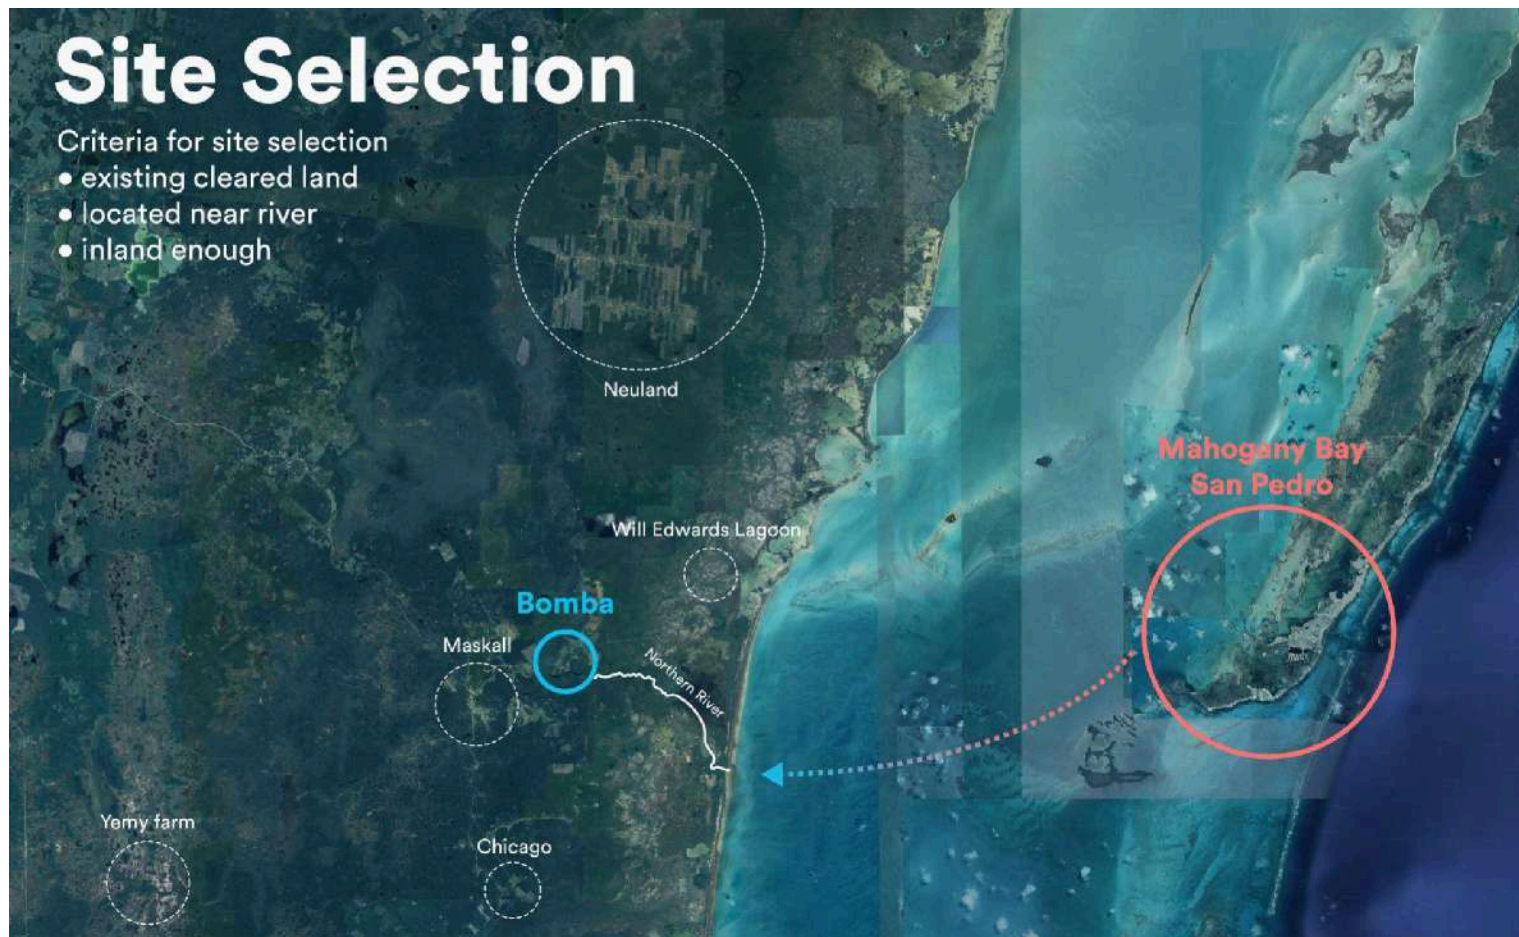 Site Selection
Criteria for site selection
• existing cleared land
• located near river
• inland enough
Neuland
Mahogany Bay
San Pedro
Will Edwards Lagoon
Bomba
Maskall
Northern River
Yemy farm
Chicago